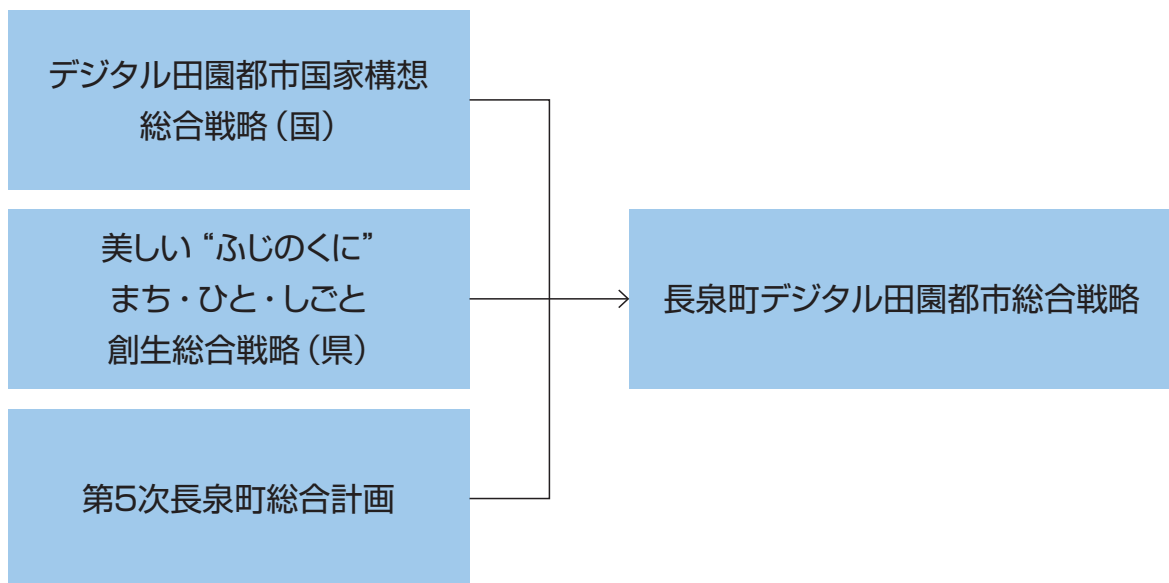 デジタル田園都市国家構想
総合戦略（国）
美しい“ふじのくに”
まち・ひと・しごと
創生総合戦略（県）
第5次長泉町総合計画
長泉町デジタル田園都市総合戦略